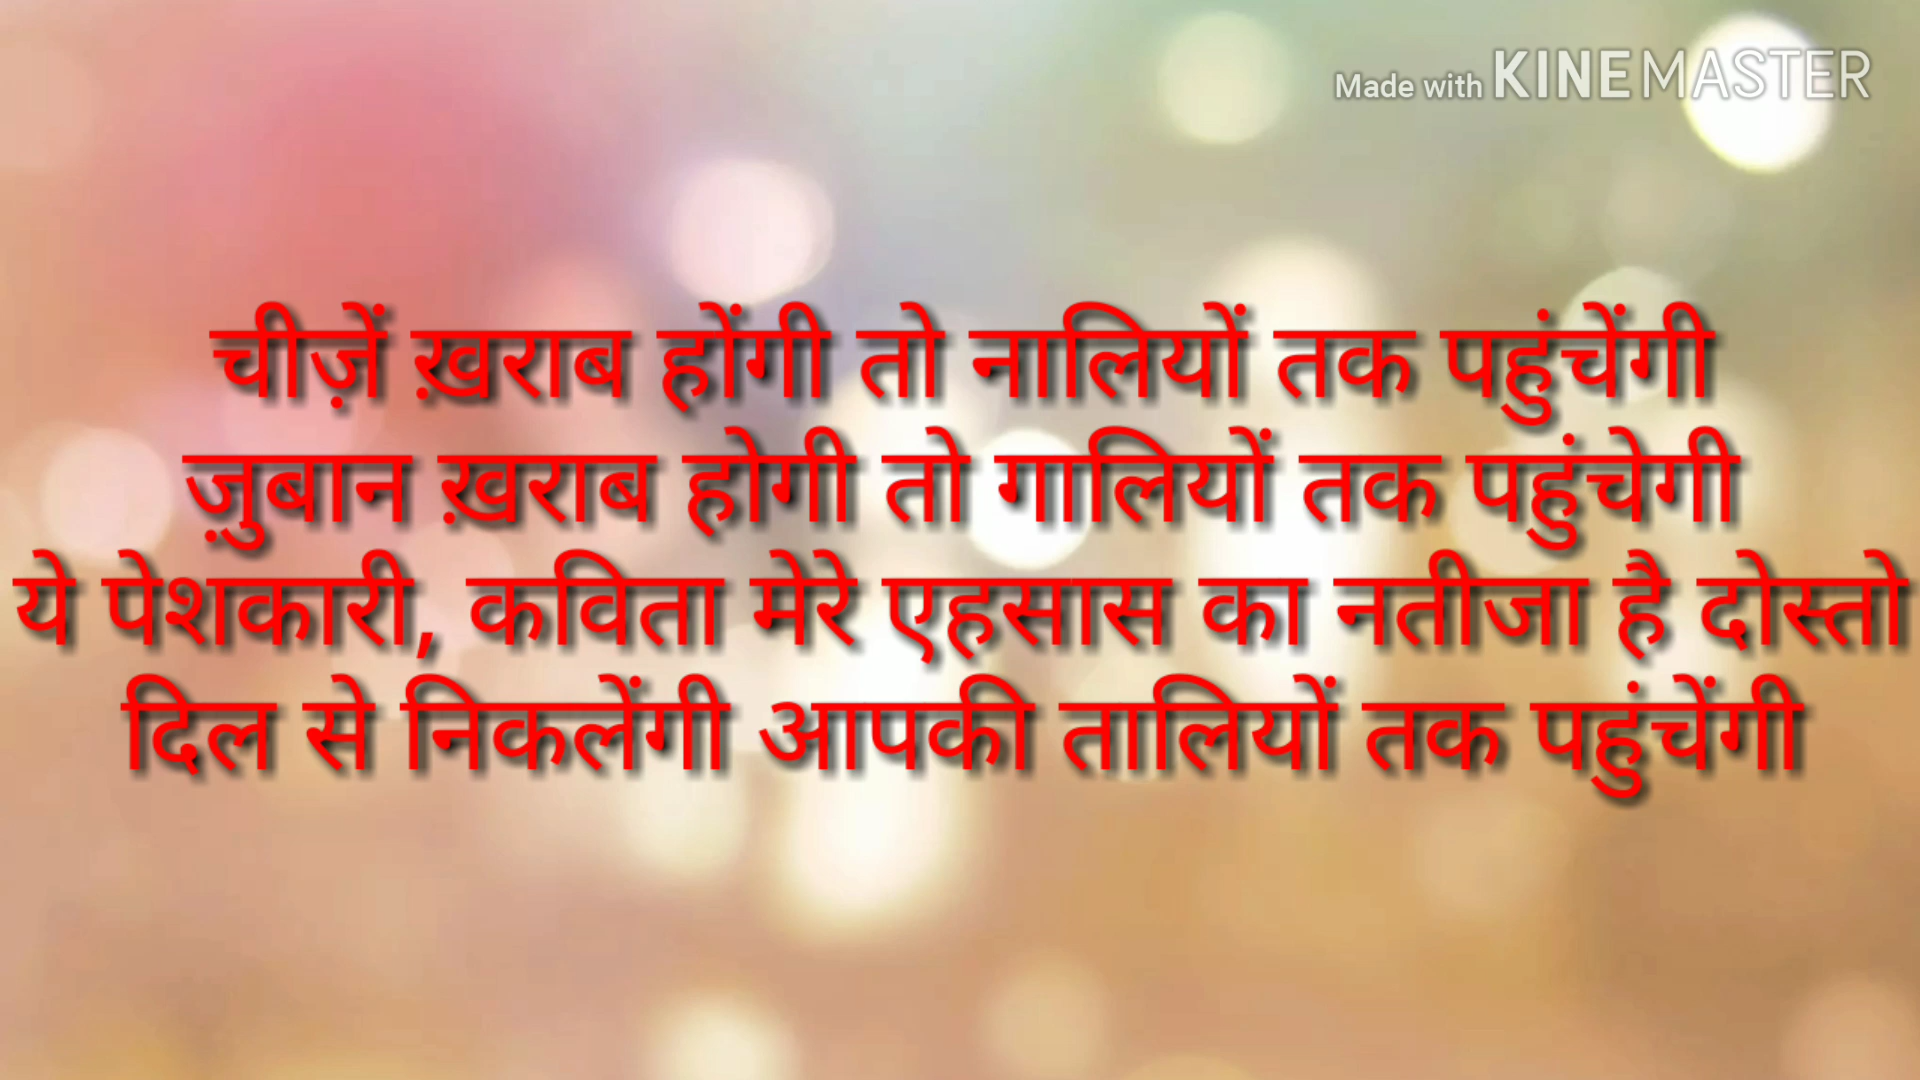 Made with KINEMASTER
चीज़ें ख़राब होंगी तो नालियों तक पहुंचेंगी
ज़ुबान ख़राब होगी तो गालियों तक पहुंचेगी
ये पेशकारी, कविता मेरे एहसास का नतीजा है दोस्तो
दिल से निकलेंगी आपकी तालियों तक पहुंचेंगी